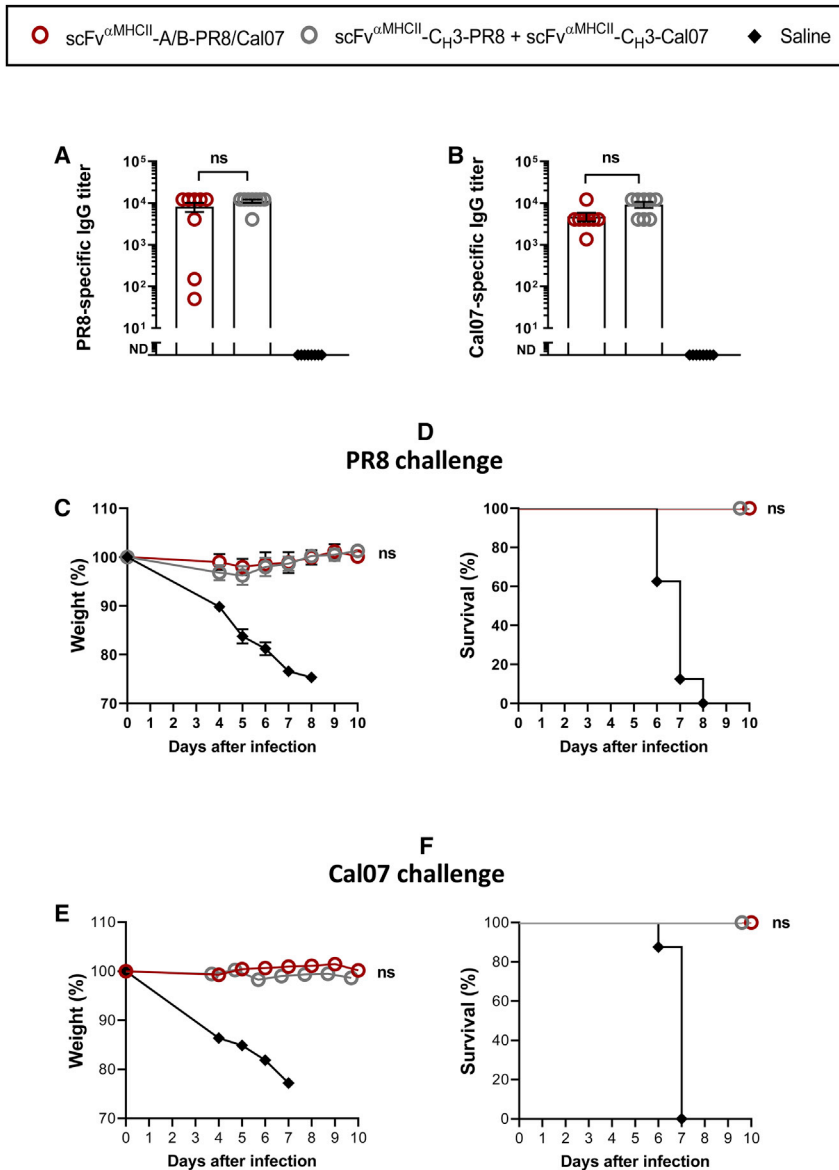 scFvαMHCII-A/B-PR8/Cal07 scFvαMHCII-CH3-PR8 + scFvαMHCII-CH3-Cal07 Saline
A
PR8-specific IgG titer
10⁵
10⁴
10³
10²
10¹
ND
ns
B
Cal07-specific IgG titer
10⁵
10⁴
10³
10²
10¹
ND
ns
D
PR8 challenge
C
Weight (%)
110
100
90
80
70
ns
0 1 2 3 4 5 6 7 8 9 10
Days after infection
Survival (%)
100
80
60
40
20
0
ns
0 1 2 3 4 5 6 7 8 9 10
Days after infection
F
Cal07 challenge
E
Weight (%)
110
100
90
80
70
ns
0 1 2 3 4 5 6 7 8 9 10
Days after infection
Survival (%)
100
80
60
40
20
0
ns
0 1 2 3 4 5 6 7 8 9 10
Days after infection